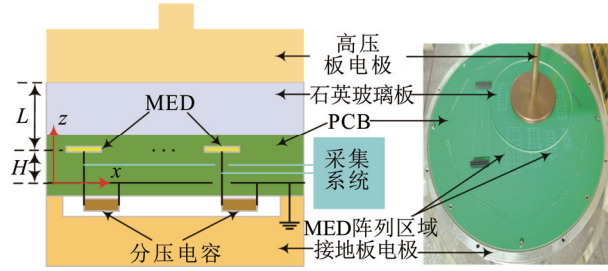 高压
板电极
L
z
MED
石英玻璃板
PCB
H
x
...
采集
系统
MED阵列区域
分压电容
接地板电极